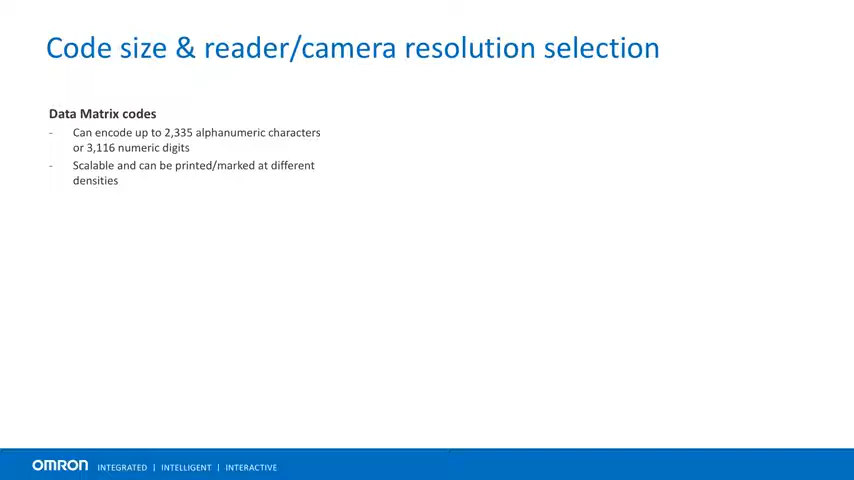 Code size & reader/camera resolution selection
Data Matrix codes
- Can encode up to 2,335 alphanumeric characters
or 3,116 numeric digits
- Scalable and can be printed/marked at different
densities
OMRON INTEGRATED | INTELLIGENT | INTERACTIVE